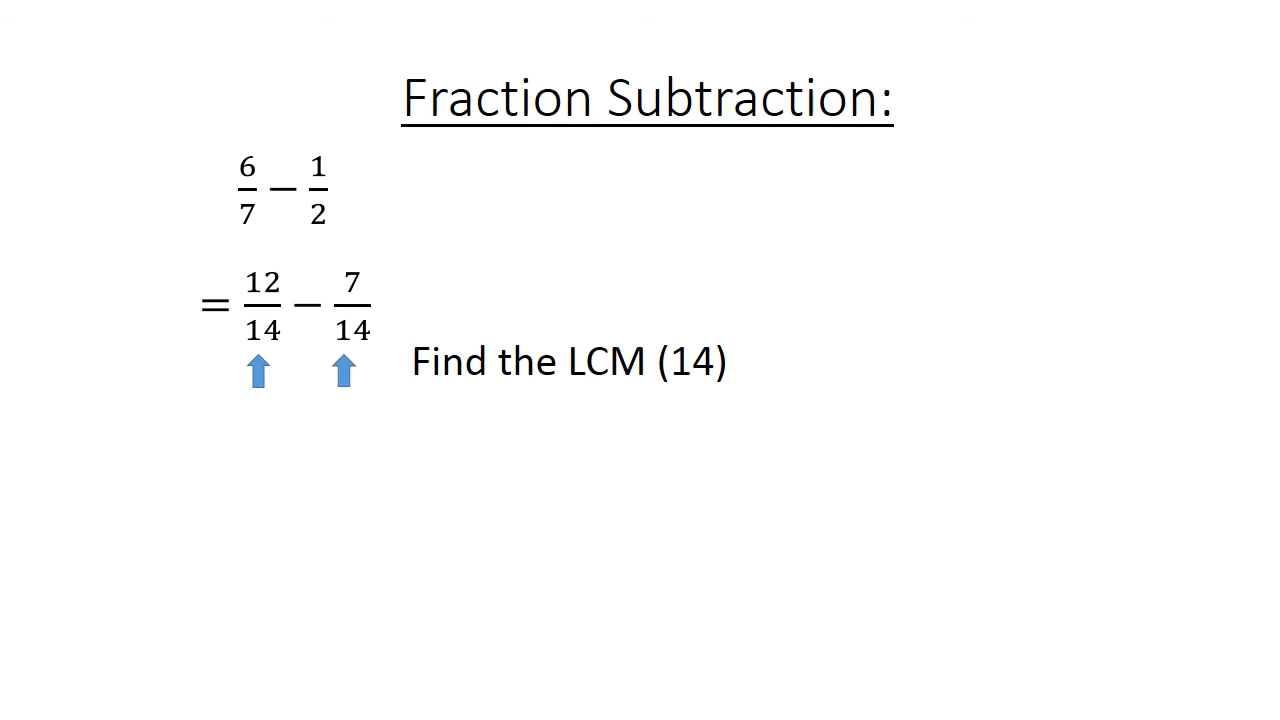 Fraction Subtraction:
6/7 − 1/2
= 12/14 − 7/14
Find the LCM (14)